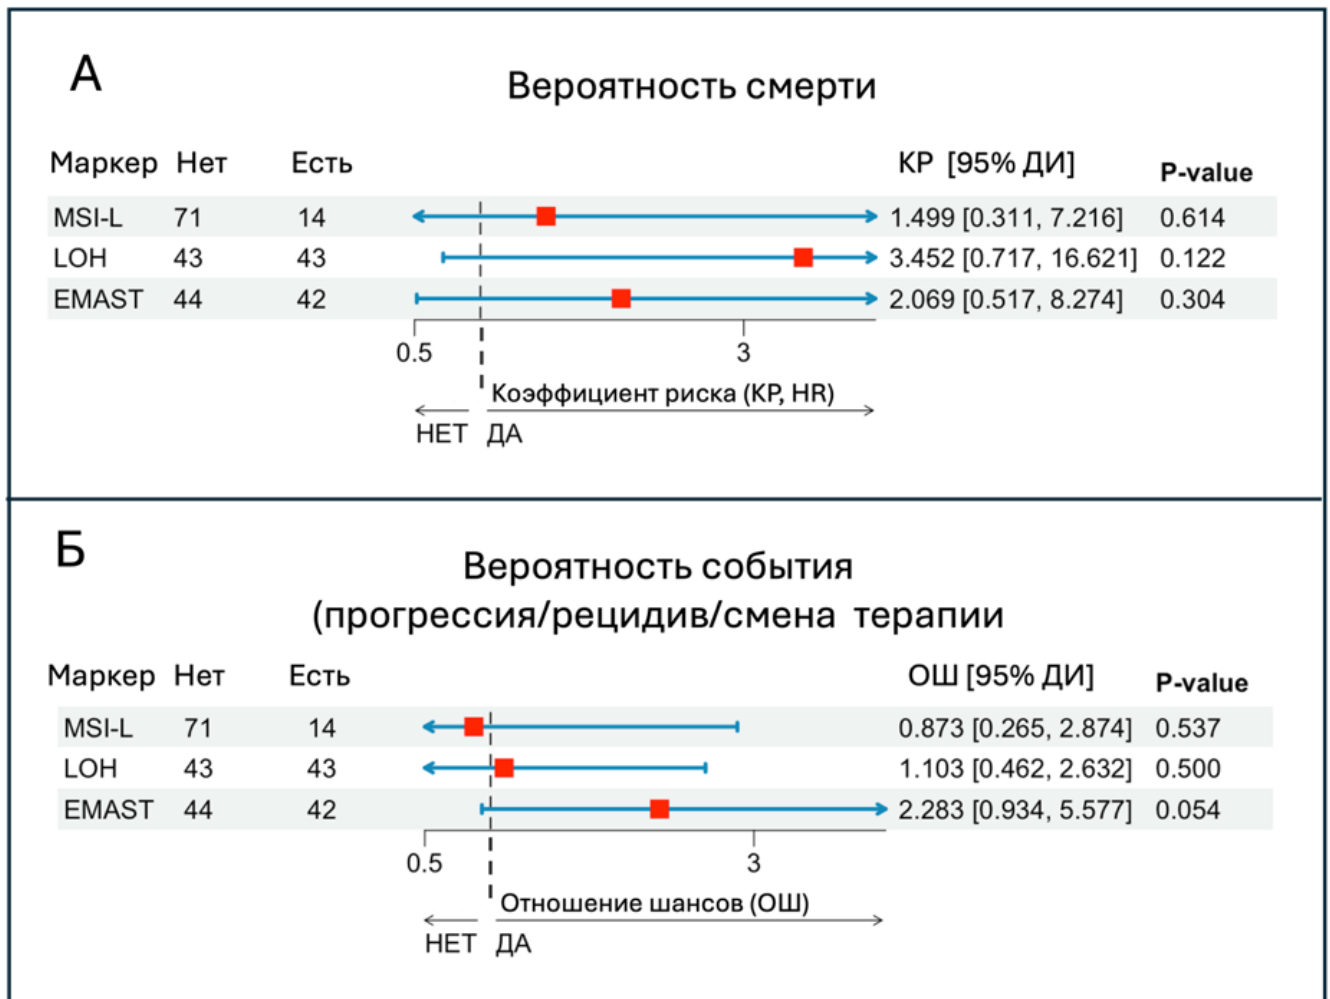 А
Вероятность смерти
Маркер Нет Есть КР [95% ДИ] P-value
MSI-L 71 14 1.499 [0.311, 7.216] 0.614
LOH 43 43 3.452 [0.717, 16.621] 0.122
EMAST 44 42 2.069 [0.517, 8.274] 0.304
0.5 3
Коэффициент риска (КР, HR)
НЕТ ДА
Б
Вероятность события
(прогрессия/рецидив/смена терапии
Маркер Нет Есть ОШ [95% ДИ] P-value
MSI-L 71 14 0.873 [0.265, 2.874] 0.537
LOH 43 43 1.103 [0.462, 2.632] 0.500
EMAST 44 42 2.283 [0.934, 5.577] 0.054
0.5 3
Отношение шансов (ОШ)
НЕТ ДА